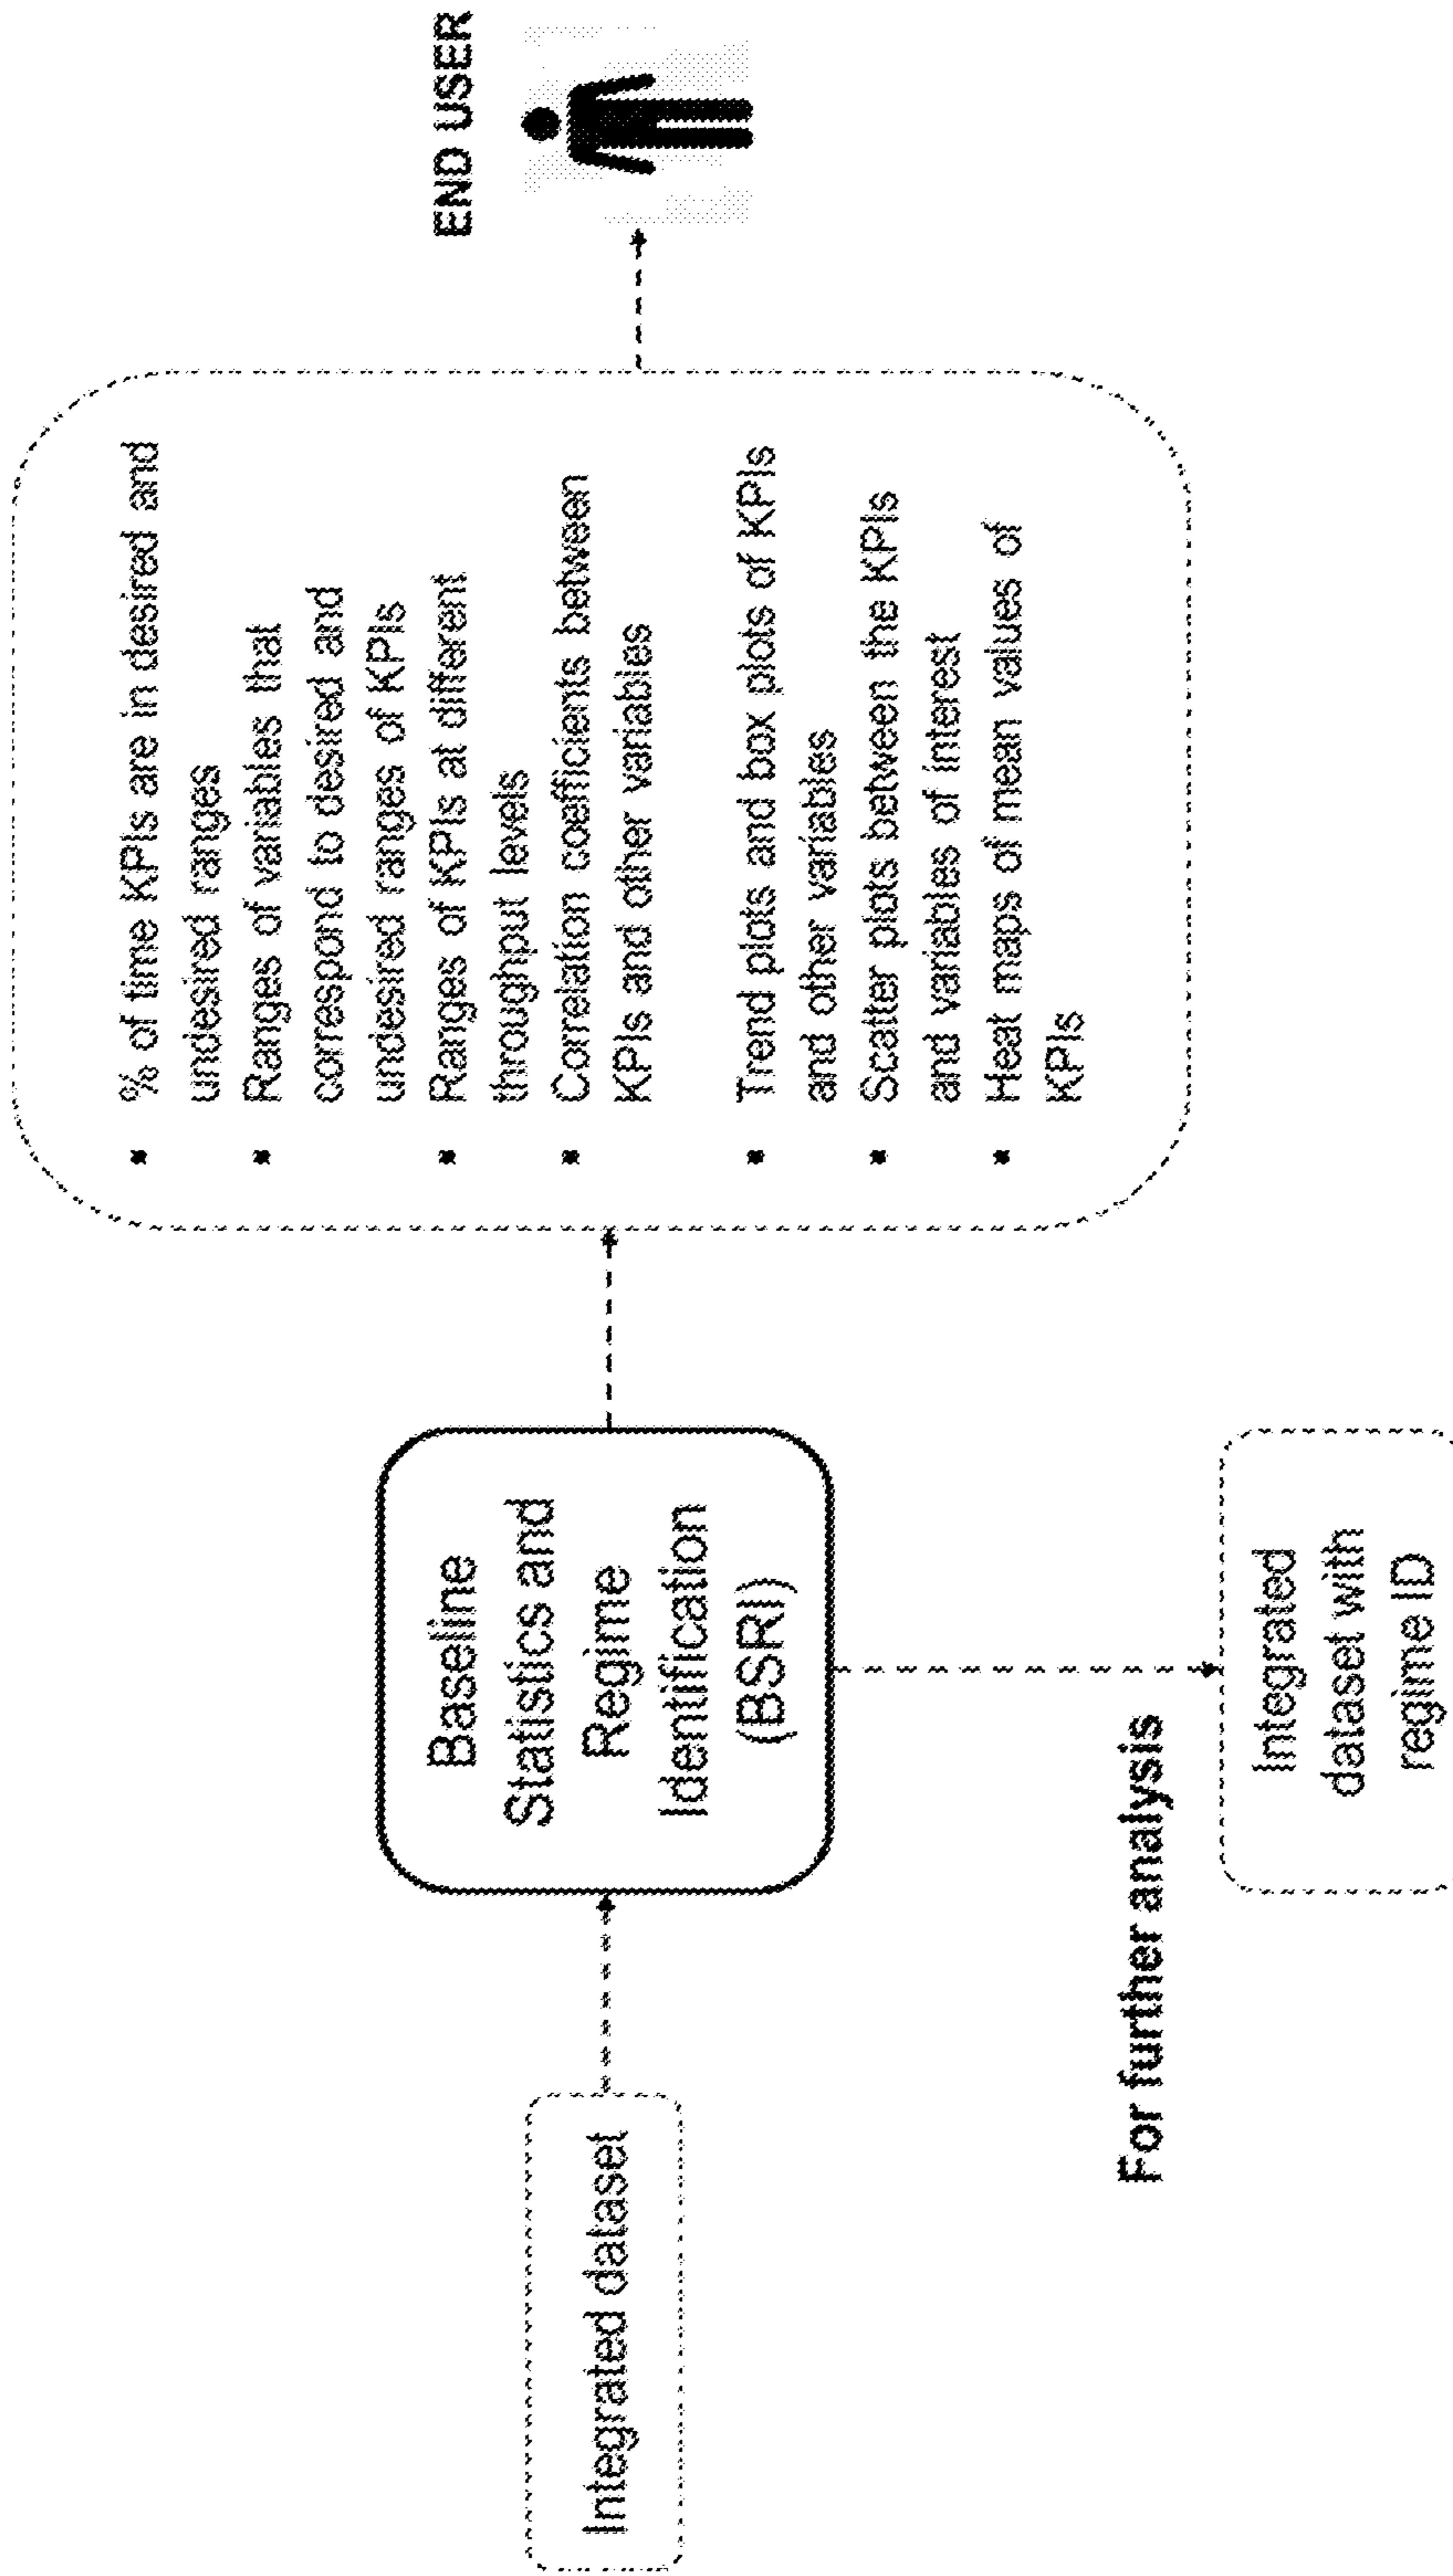 Integrated dataset
Baseline
Statistics and
Regime
Identification
(BSRI)
For further analysis
Integrated
dataset with
regime ID
• % of time KPIs are in desired and
undesired ranges
• Ranges of variables that
correspond to desired and
undesired ranges of KPIs
• Ranges of KPIs at different
throughput levels
• Correlation coefficients between
KPIs and other variables
• Trend plots and box plots of KPIs
and other variables
• Scatter plots between the KPIs
and variables of interest
• Heat maps of mean values of
KPIs
END USER